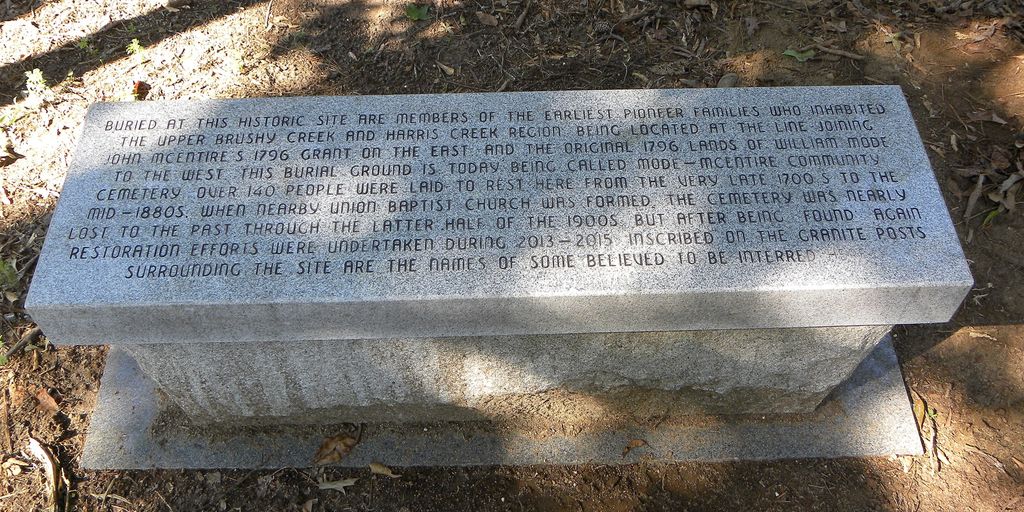 BURIED AT THIS HISTORIC SITE ARE MEMBERS OF THE EARLIEST PIONEER FAMILIES WHO INHABITED
THE UPPER BRUSHY CREEK AND HARRIS CREEK REGION. BEING LOCATED AT THE LINE JOINING
JOHN MCENTIRE'S 1796 GRANT ON THE EAST AND THE ORIGINAL 1796 LANDS OF WILLIAM MODE
TO THE WEST THIS BURIAL GROUND IS TODAY BEING CALLED MODE-MCENTIRE COMMUNITY
CEMETERY. OVER 140 PEOPLE WERE LAID TO REST HERE FROM THE VERY LATE 1700'S TO THE
MID-1880S, WHEN NEARBY UNION BAPTIST CHURCH WAS FORMED. THE CEMETERY WAS NEARLY
LOST TO THE PAST THROUGH THE LATTER HALF OF THE 1900S, BUT AFTER BEING "FOUND" AGAIN
RESTORATION EFFORTS WERE UNDERTAKEN DURING 2013-2015. INSCRIBED ON THE GRANITE POSTS
SURROUNDING THE SITE ARE THE NAMES OF SOME BELIEVED TO BE INTERRED